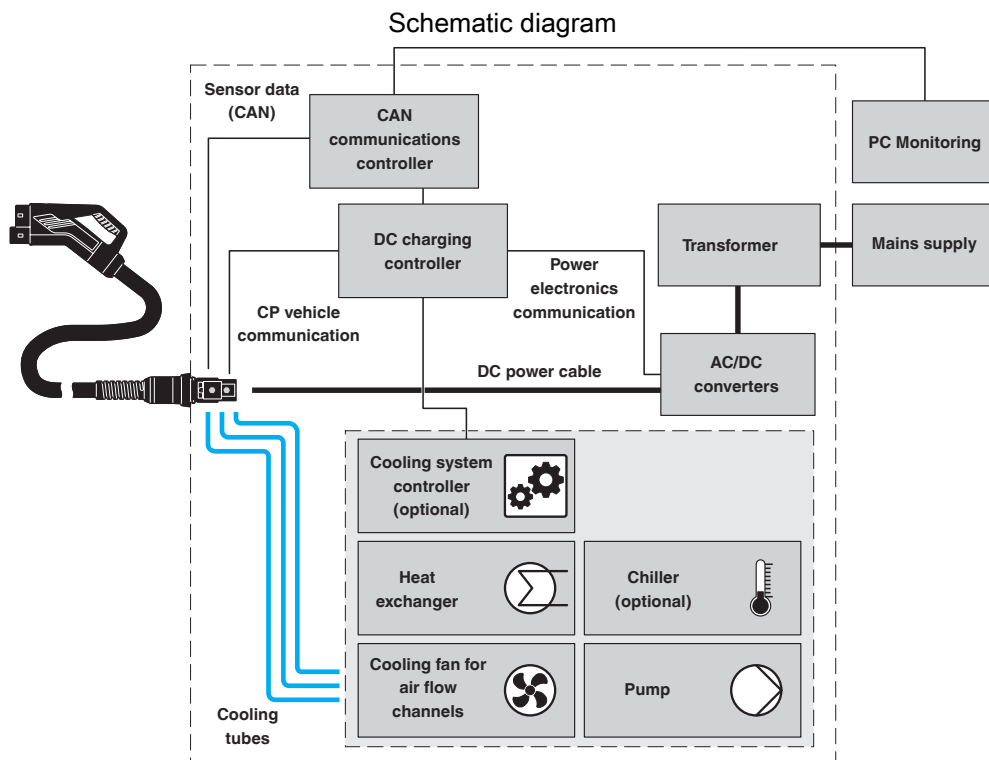 Schematic diagram
Sensor data
(CAN)
CAN
communications
controller
PC Monitoring
DC charging
controller
Transformer
Mains supply
CP vehicle
communication
Power
electronics
communication
DC power cable
AC/DC
converters
Cooling system
controller
(optional)
Heat
exchanger
Chiller
(optional)
Cooling fan for
air flow
channels
Pump
Cooling
tubes